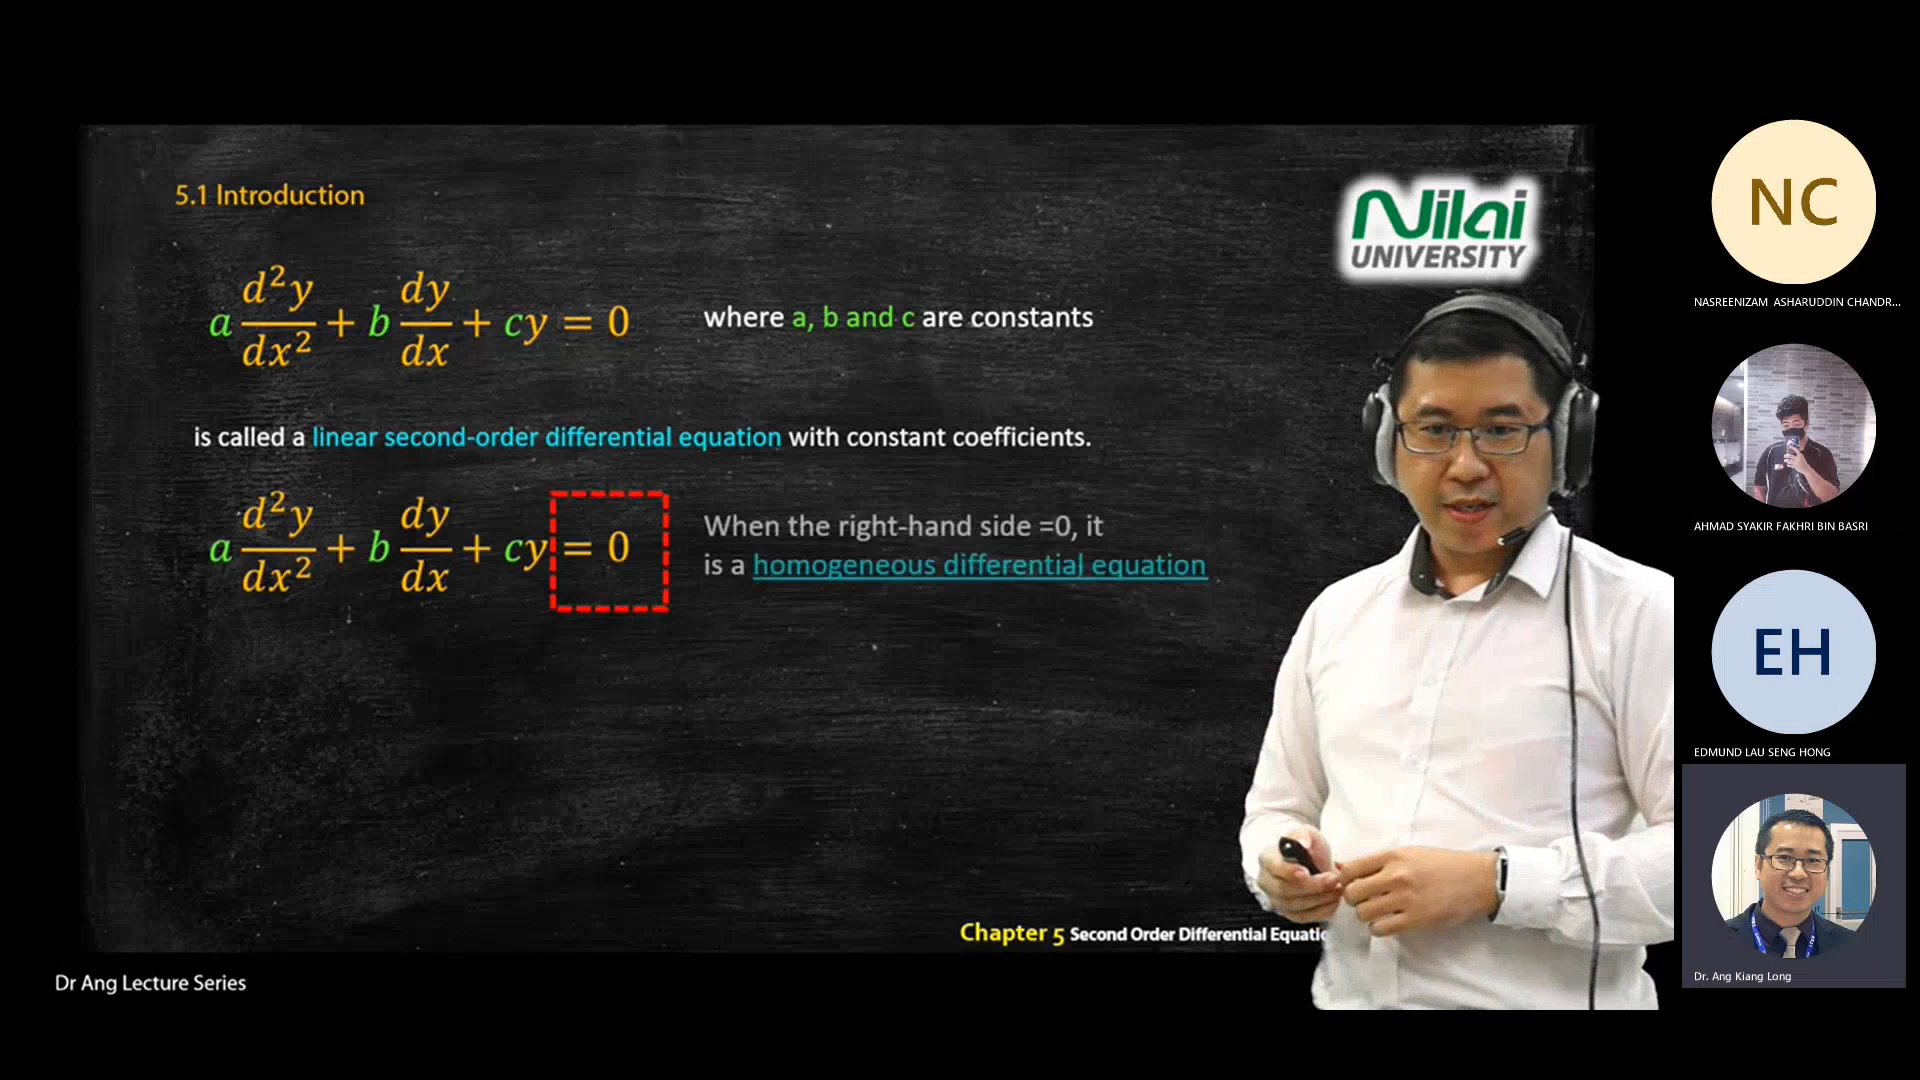 5.1 Introduction
Nilai
UNIVERSITY
a d²y/dx² + b dy/dx + cy = 0
where a, b and c are constants
is called a linear second-order differential equation with constant coefficients.
a d²y/dx² + b dy/dx + cy = 0
When the right-hand side =0, it
is a homogeneous differential equation
Chapter 5 Second Order Differential
Dr Ang Lecture Series
NC
NASREENIZAM ASHARUDDIN CHANDR...
AHMAD SYAKIR FAKHRI BIN BASRI
EH
EDMUND LAU SENG HONG
Dr. Ang Kiang Long